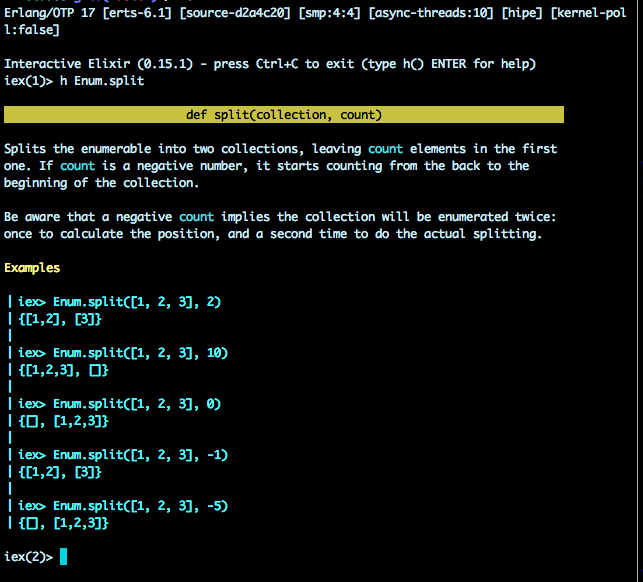 Erlang/OTP 17 [erts-6.1] [source-d2a4c20] [smp:4:4] [async-threads:10] [hipe] [kernel-pol
l:false]
Interactive Elixir (0.15.1) - press Ctrl+C to exit (type h() ENTER for help)
iex(1)> h Enum.split
def split(collection, count)
Splits the enumerable into two collections, leaving count elements in the first
one. If count is a negative number, it starts counting from the back to the
beginning of the collection.
Be aware that a negative count implies the collection will be enumerated twice:
once to calculate the position, and a second time to do the actual splitting.
Examples
| iex> Enum.split([1, 2, 3], 2)
| {[1,2], [3]}
|
| iex> Enum.split([1, 2, 3], 10)
| {[1,2,3], []}
|
| iex> Enum.split([1, 2, 3], 0)
| {[], [1,2,3]}
|
| iex> Enum.split([1, 2, 3], -1)
| {[1,2], [3]}
|
| iex> Enum.split([1, 2, 3], -5)
| {[], [1,2,3]}
iex(2)>